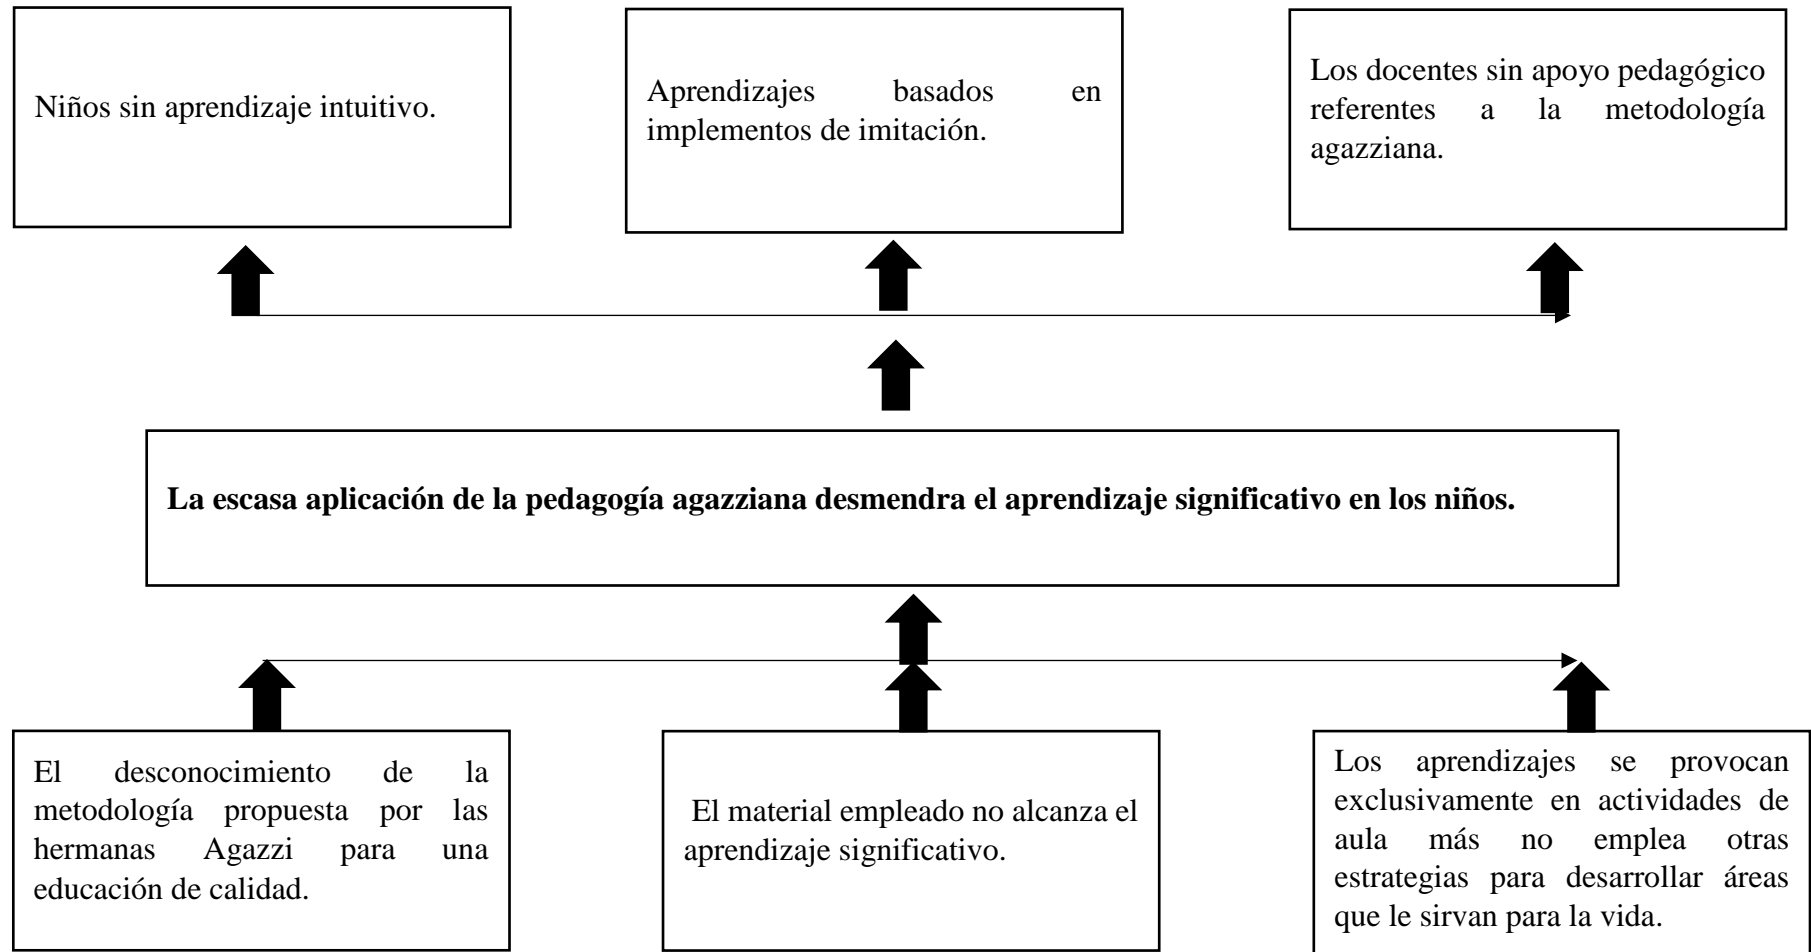 Niños sin aprendizaje intuitivo.
Aprendizajes basados en
implementos de imitación.
Los docentes sin apoyo pedagógico
referentes a la metodología
agazziana.
La escasa aplicación de la pedagogía agazziana desmendra el aprendizaje significativo en los niños.
El desconocimiento de la
metodología propuesta por las
hermanas Agazzi para una
educación de calidad.
El material empleado no alcanza el
aprendizaje significativo.
Los aprendizajes se provocan
exclusivamente en actividades de
aula más no emplea otras
estrategias para desarrollar áreas
que le sirvan para la vida.